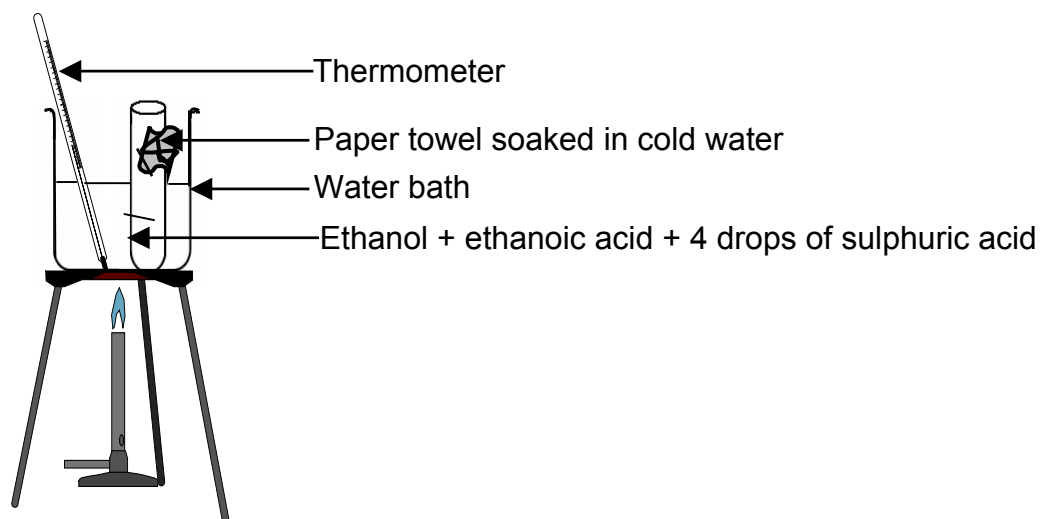 Thermometer
Paper towel soaked in cold water
Water bath
Ethanol + ethanoic acid + 4 drops of sulphuric acid